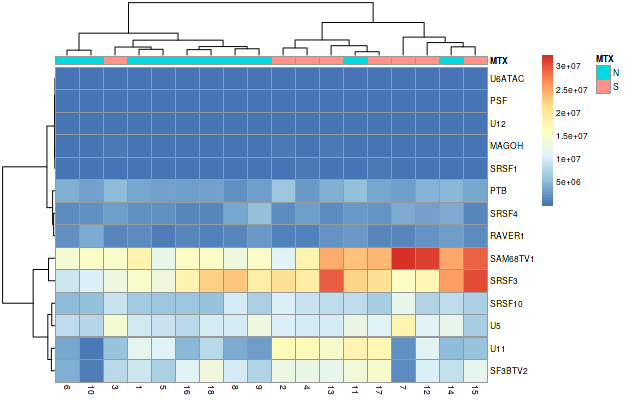 MTX
U6ATAC
PSF
U12
MAGOH
SRSF1
PTB
SRSF4
RAVER1
SAM68TV1
SRSF3
SRSF10
U5
U11
SF3BTV2
6 10 3 1 5 16 18 8 9 2 4 13 11 17 7 12 14 15
3e+07
2.5e+07
2e+07
1.5e+07
1e+07
5e+06
MTX
N
S